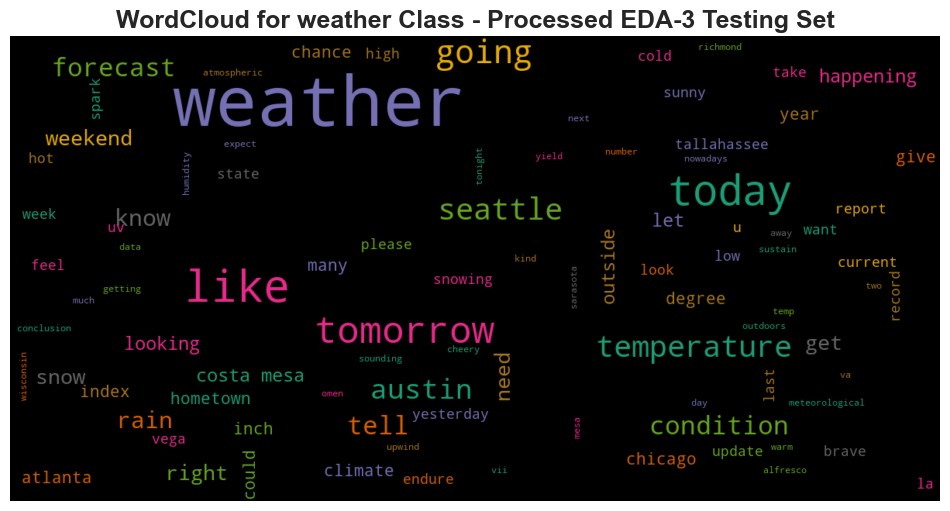 WordCloud for weather Class - Processed EDA-3 Testing Set
weather
going
forecast
chance
high
cold
richmond
atmospheric
take
happening
spark
sunny
year
weekend
next
expect
tallahassee
hot
humidity
state
tonight
yield
number
nowadays
give
today
week
know
seattle
let
report
uv
u
away
want
data
please
outside
sustain
feel
many
kind
low
current
like
snowing
sarasota
look
record
getting
two
much
degree
tomorrow
temp
conclusion
looking
outdoors
cheery
temperature
get
sounding
wisconsin
snow
costa mesa
need
last
va
index
hometown
omen
austin
day
meteorological
rain
yesterday
vega
inch
tell
mesa
condition
upwind
update
warm
brave
could
chicago
atlanta
right
climate
endure
vii
alfresco
la